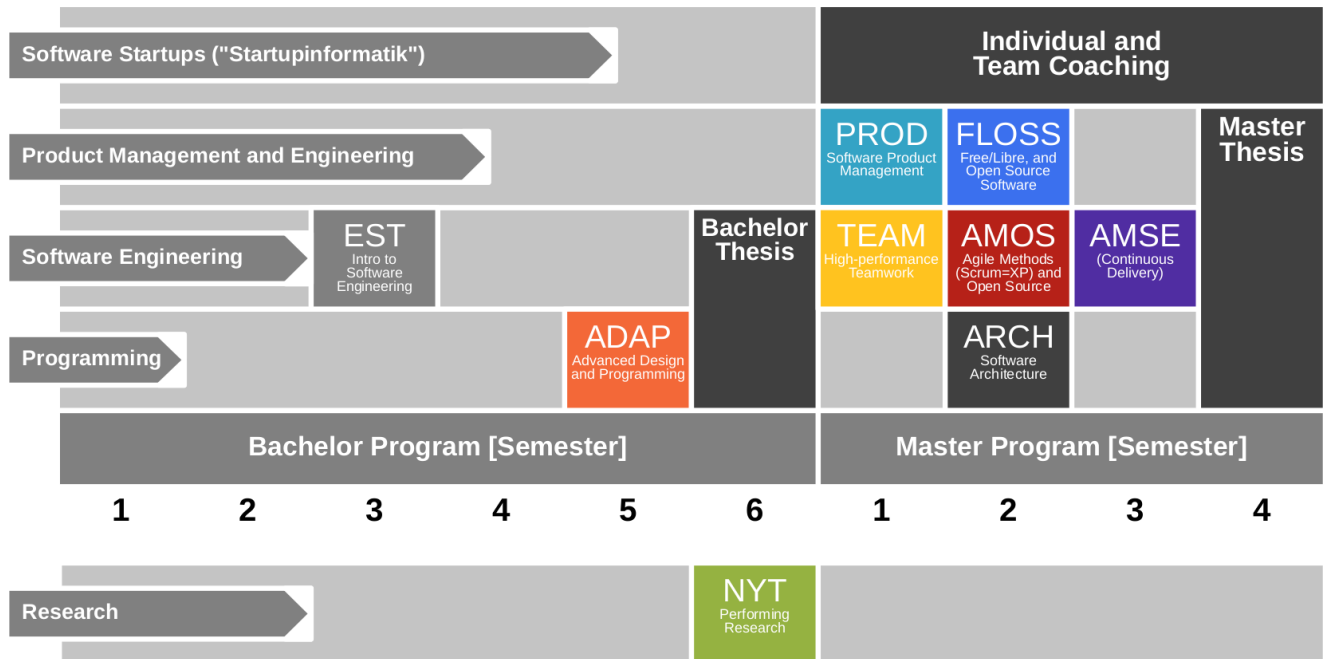 Software Startups ("Startupinformatik")
Individual and
Team Coaching
Product Management and Engineering
PROD
Software Product
Management
FLOSS
Free/Libre, and
Open Source
Software
Master
Thesis
Software Engineering
EST
Intro to
Software
Engineering
Bachelor
Thesis
TEAM
High-performance
Teamwork
AMOS
Agile Methods
(Scrum=XP) and
Open Source
AMSE
(Continuous
Delivery)
Programming
ADAP
Advanced Design
and Programming
ARCH
Software
Architecture
Bachelor Program [Semester]
Master Program [Semester]
1 2 3 4 5 6 1 2 3 4
Research
NYT
Performing
Research